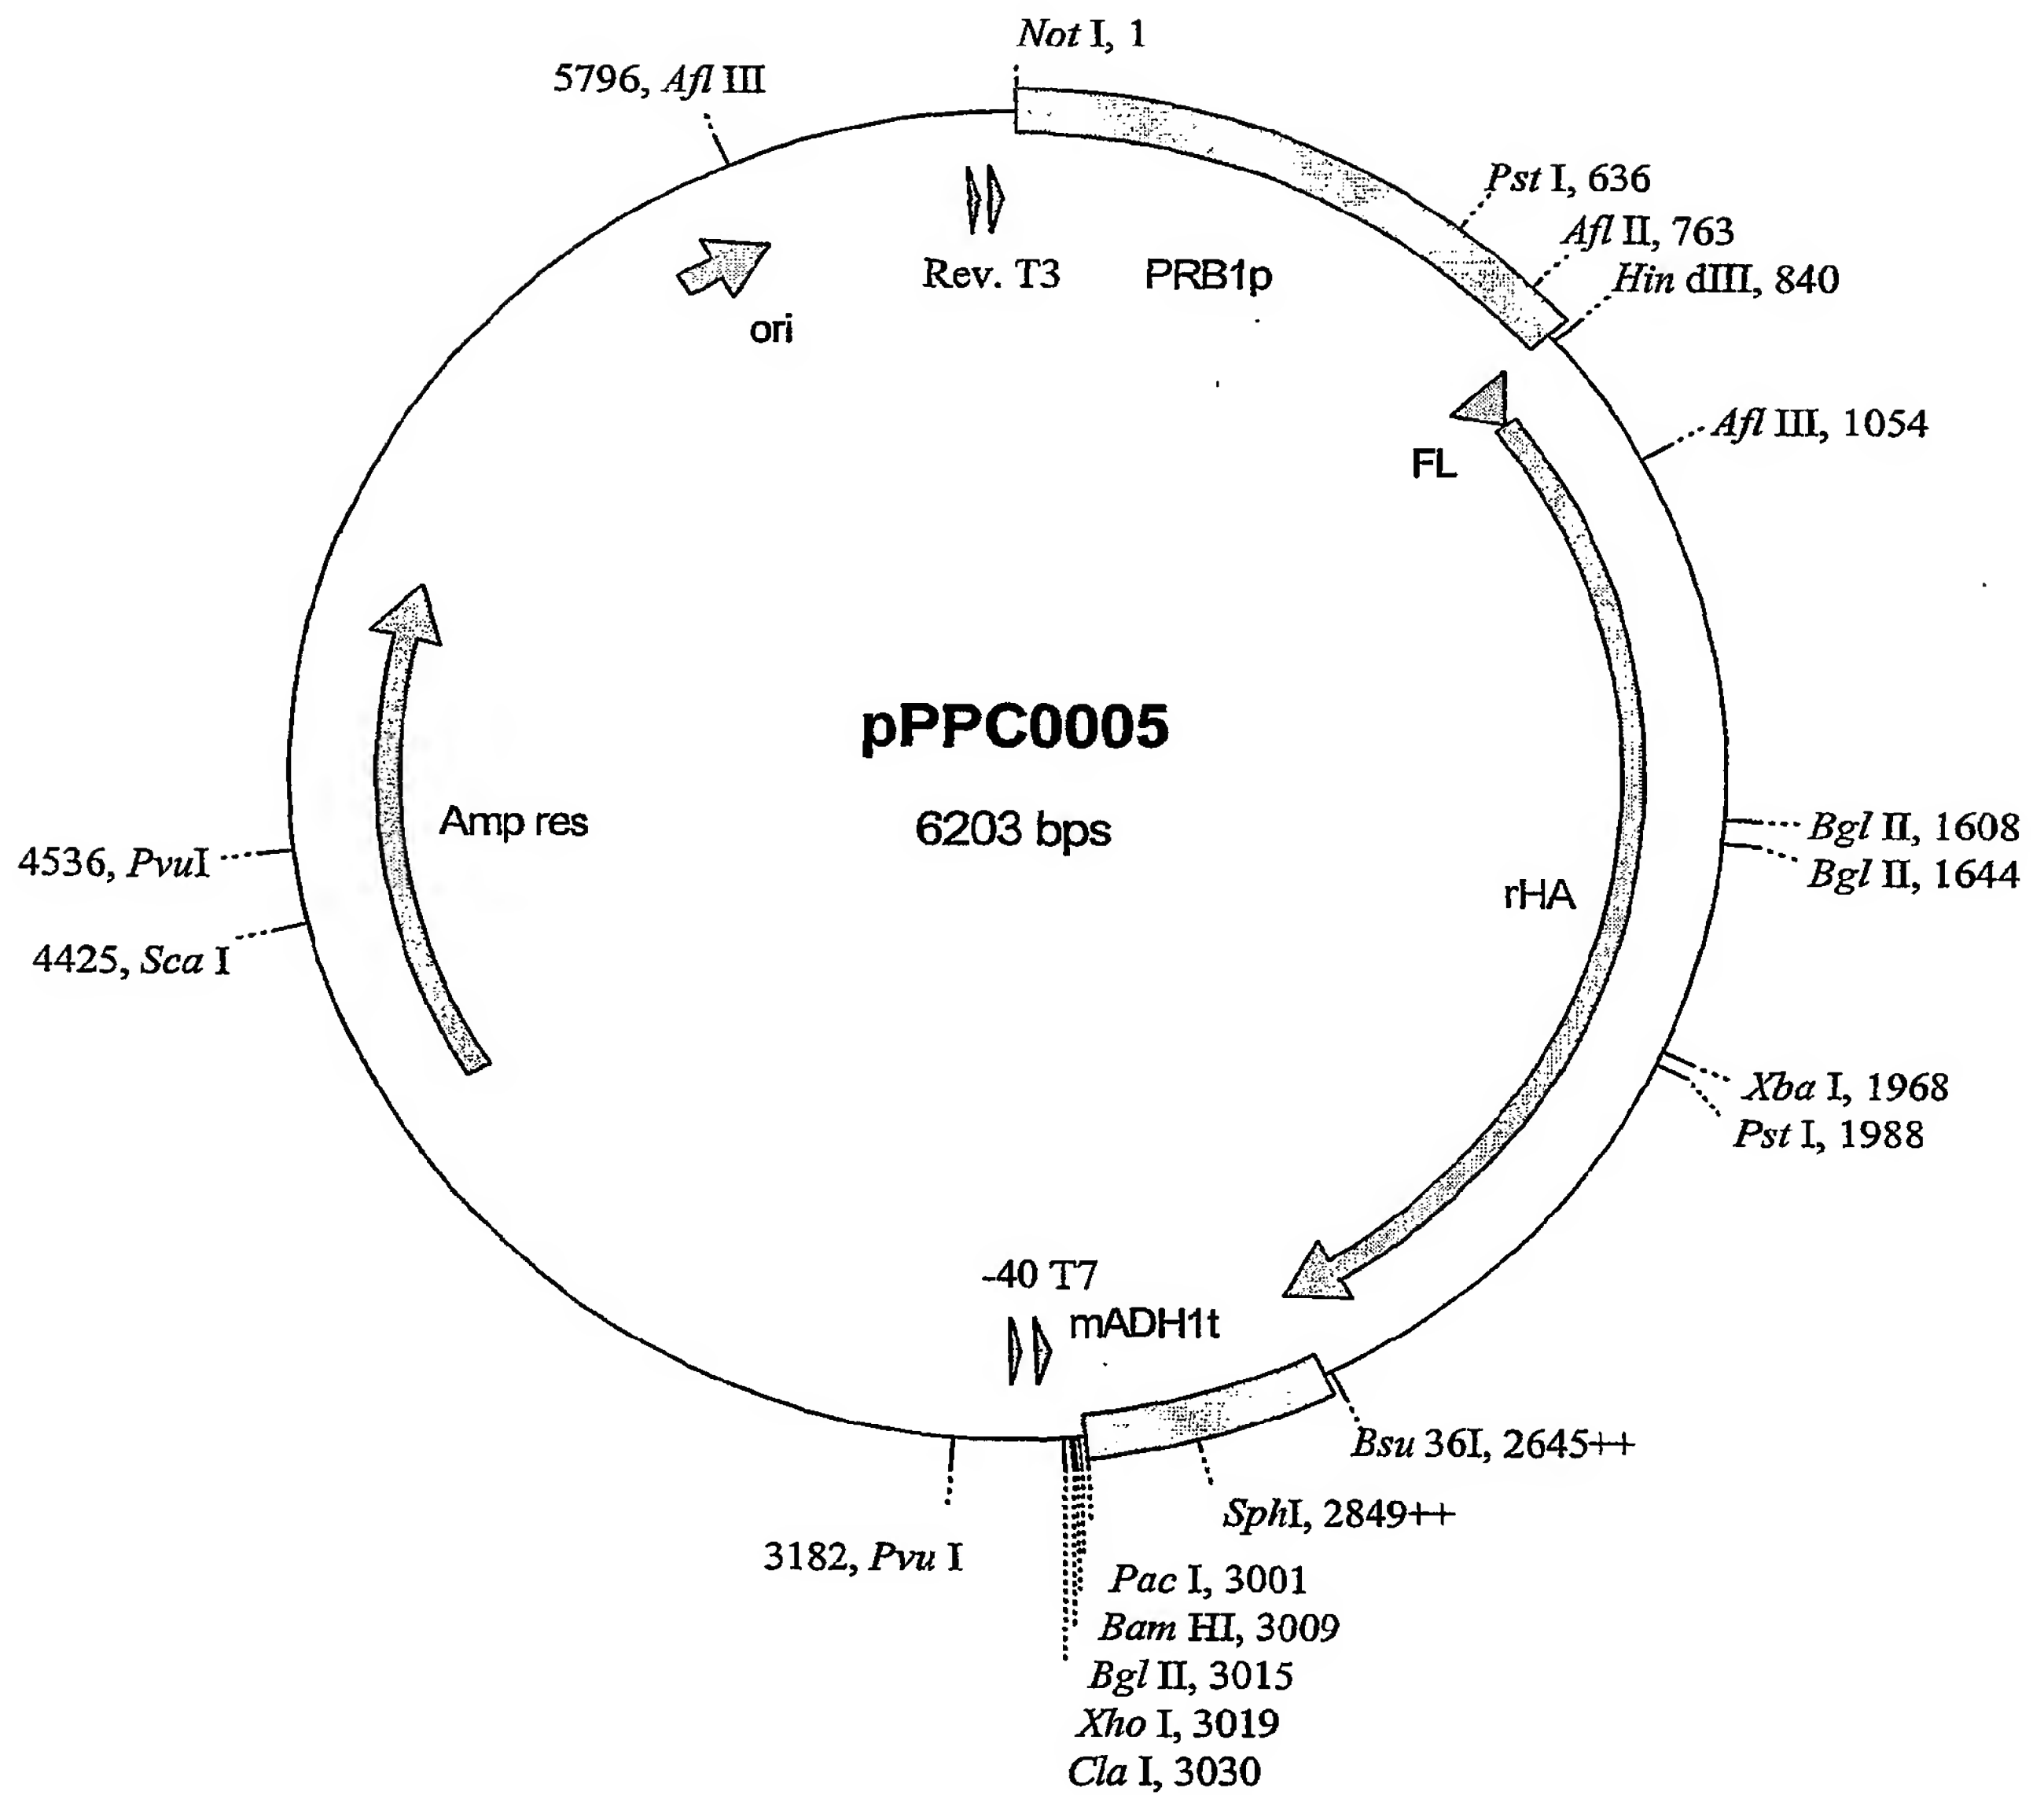 Not I, 1
5796, Afl III
Pst I, 636
Afl II, 763
Hin dIII, 840
Rev. T3
PRB1p
ori
Afl III, 1054
FL
pPPC0005
6203 bps
Amp res
Bgl II, 1608
Bgl II, 1644
4536, PvuI
rHA
4425, Sca I
Xba I, 1968
Pst I, 1988
-40 T7
mADH1t
Bsu 36I, 2645++
SphI, 2849++
3182, Pvu I
Pac I, 3001
Bam HI, 3009
Bgl II, 3015
Xho I, 3019
Cla I, 3030